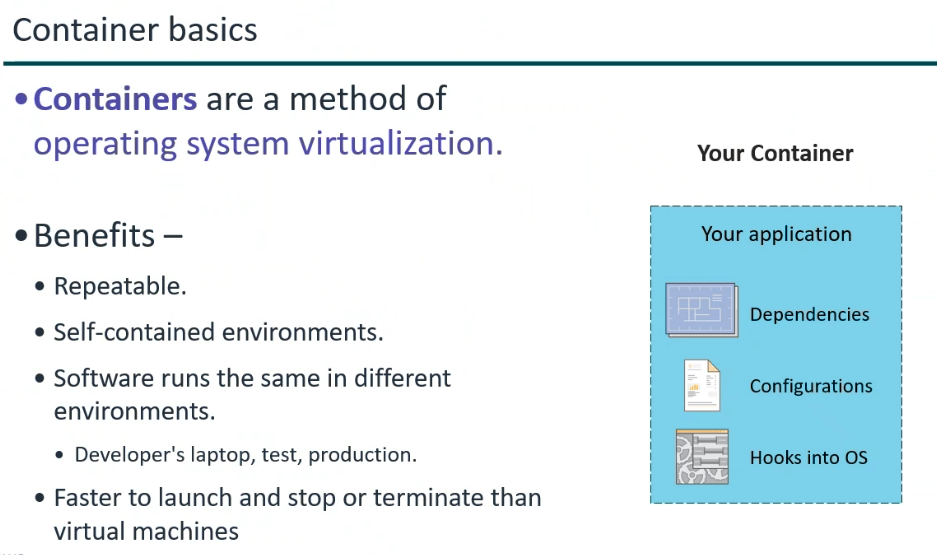 Container basics
•Containers are a method of
operating system virtualization.
•Benefits –
• Repeatable.
• Self-contained environments.
• Software runs the same in different
environments.
• Developer's laptop, test, production.
• Faster to launch and stop or terminate than
virtual machines
Your Container
Your application
Dependencies
Configurations
Hooks into OS